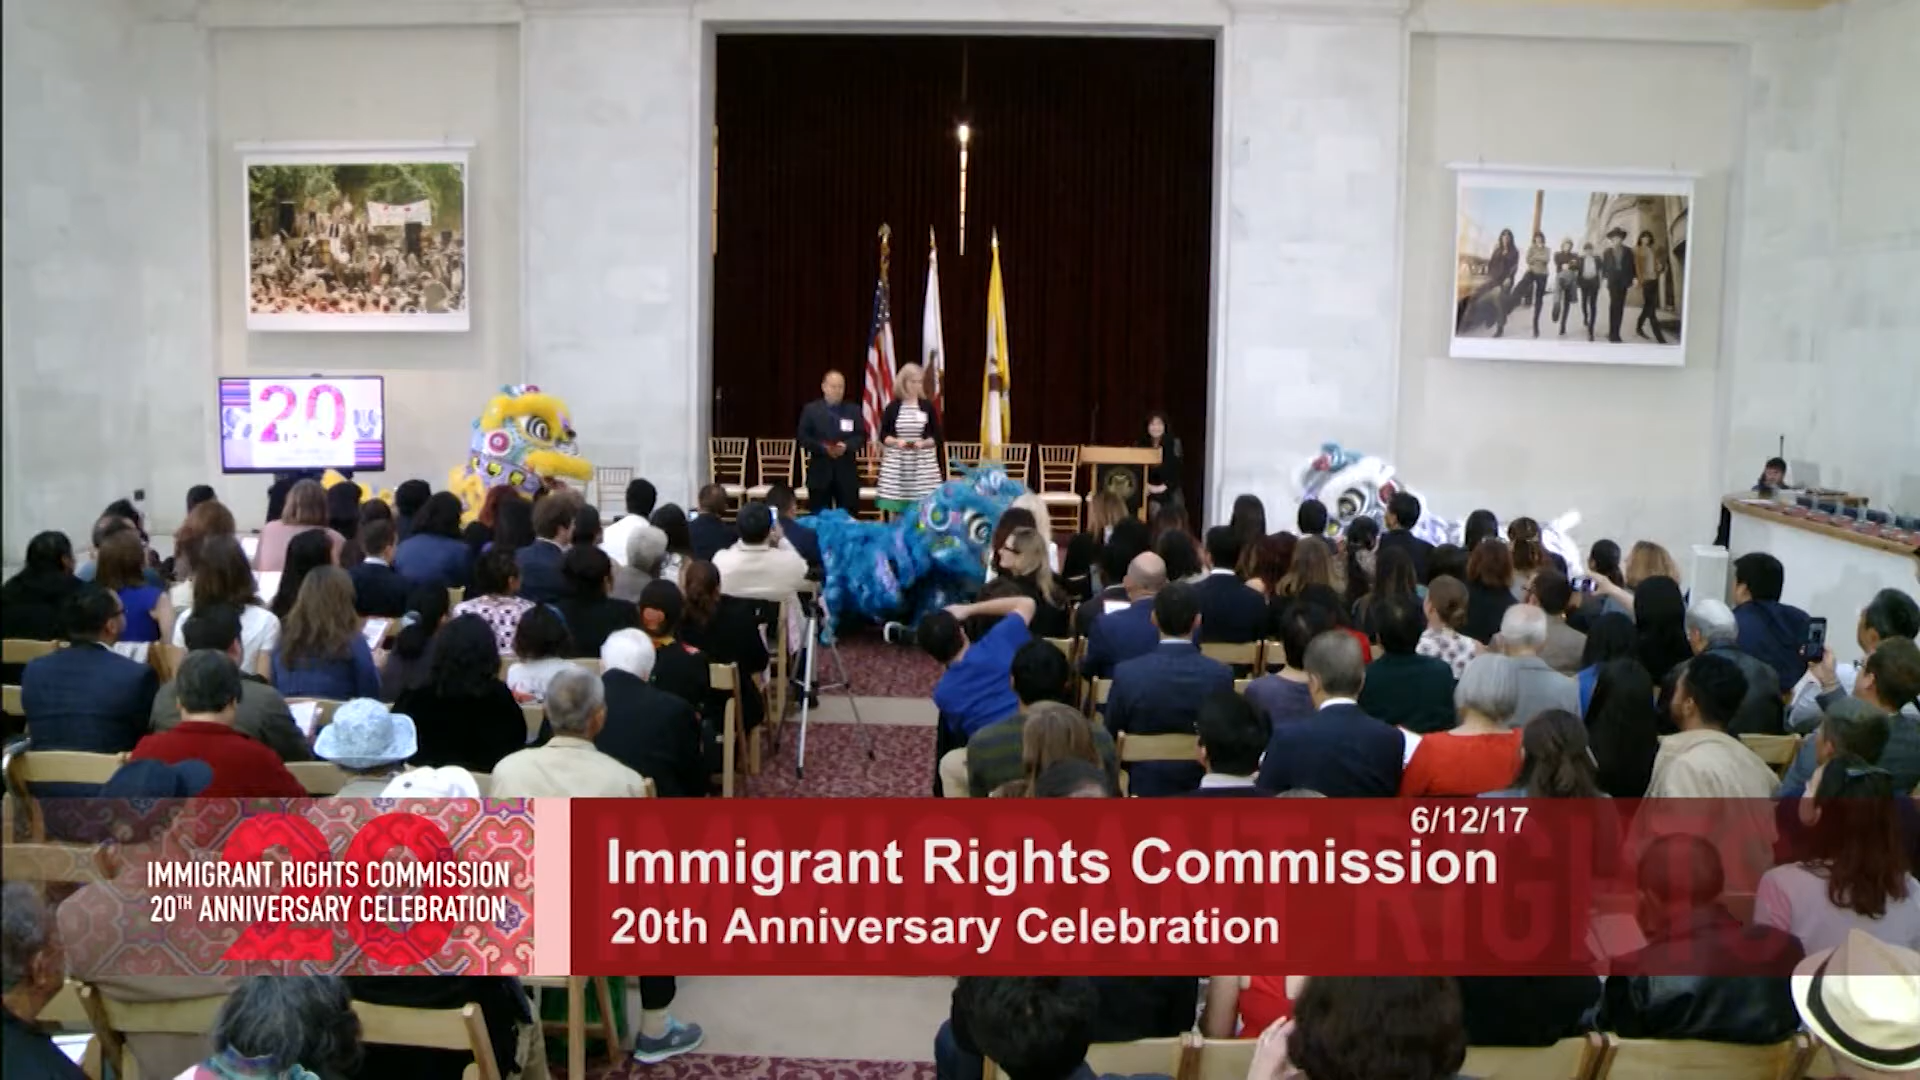 20
IMMIGRANT RIGHTS COMMISSION
20TH ANNIVERSARY CELEBRATION
6/12/17
Immigrant Rights Commission
20th Anniversary Celebration